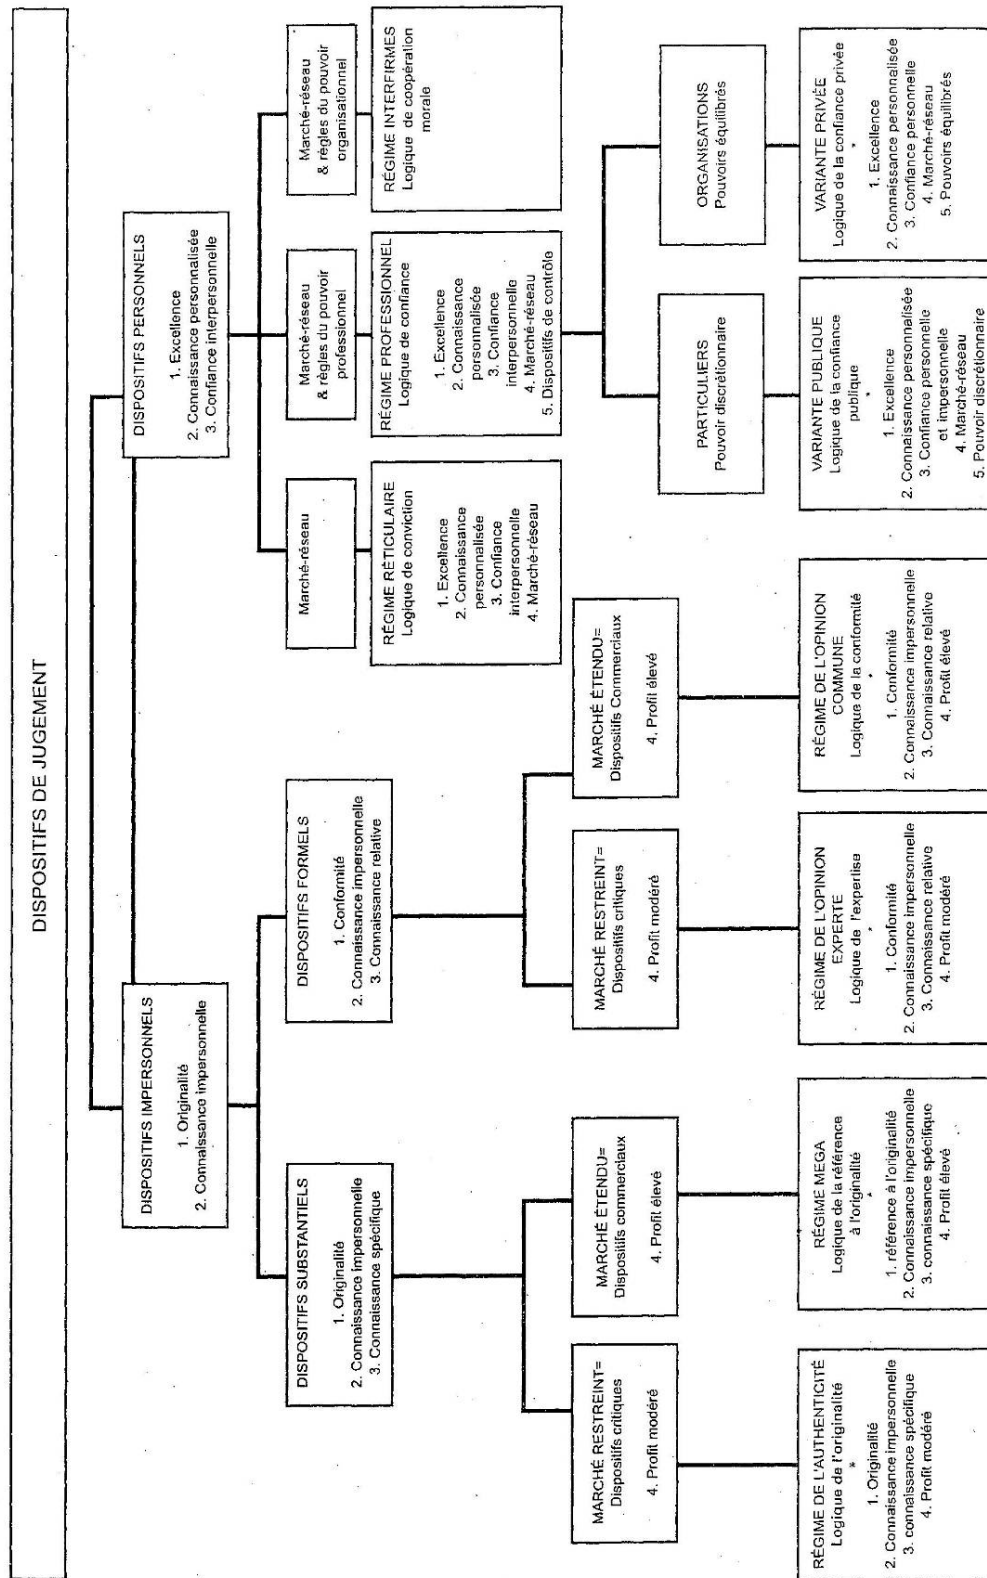 DISPOSITIFS DE JUGEMENT
DISPOSITIFS IMPERSONNELS
1. Originalité
2. Connaissance impersonnelle
DISPOSITIFS PERSONNELS
1. Excellence
2. Connaissance personalisée
3. Confiance interpersonnelle
DISPOSITIFS SUBSTANTIELS
1. Originalité
2. Connaissance impersonnelle
3. Connaissance spécifique
DISPOSITIFS FORMELS
1. Conformité
2. Connaissance impersonnelle
3. Connaissance relative
Marché-réseau
Marché-réseau
& règles du pouvoir
professionnel
Marché-réseau
& règles du pouvoir
organisationnel
RÉGIME RÉTICULAIRE
Logique de conviction
1. Excellence
2. Connaissance
personnalisée
3. Confiance
interpersonnelle
4. Marché-réseau
RÉGIME PROFESSIONNEL
Logique de confiance
1. Excellence
2. Connaissance
personnalisée
3. Confiance
interpersonnelle
4. Marché-réseau
5. Dispositifs de contrôle
RÉGIME INTERFIRMES
Logique de coopération
morale
MARCHÉ RESTREINT=
Dispositifs critiques
4. Profit modéré
MARCHÉ ÉTENDU=
Dispositifs commerciaux
4. Profit élevé
MARCHÉ RESTREINT=
Dispositifs critiques
4. Profit modéré
MARCHÉ ÉTENDU=
Dispositifs Commerciaux
4. Profit élevé
PARTICULIERS
Pouvoir discrétionnaire
ORGANISATIONS
Pouvoirs équilibrés
RÉGIME DE L'AUTHENTICITÉ
Logique de l'originalité
*
1. Originalité
2. Connaissance impersonnelle
3. connaissance spécifique
4. Profit modéré
RÉGIME MEGA
Logique de la référence
à l'originalité
*
1. référence à l'originalité
2. Connaissance impersonnelle
3. connaissance spécifique
4. Profit élevé
RÉGIME DE L'OPINION
EXPERTE
Logique de l'expertise
*
1. Conformité
2. Connaissance impersonnelle
3. Connaissance relative
4. Profit modéré
RÉGIME DE L'OPINION
COMMUNE
Logique de la conformité
*
1. Conformité
2. Connaissance impersonnelle
3. Connaissance relative
4. Profit élevé
VARIANTE PUBLIQUE
Logique de la confiance
publique
*
1. Excellence
2. Connaissance personnalisée
3. Confiance personnelle
et impersonnelle
4. Marché-réseau
5. Pouvoir discrétionnaire
VARIANTE PRIVÉE
Logique de la confiance privée
*
1. Excellence
2. Connaissance personnalisée
3. Confiance personnelle
4. Marché-réseau
5. Pouvoirs équilibrés